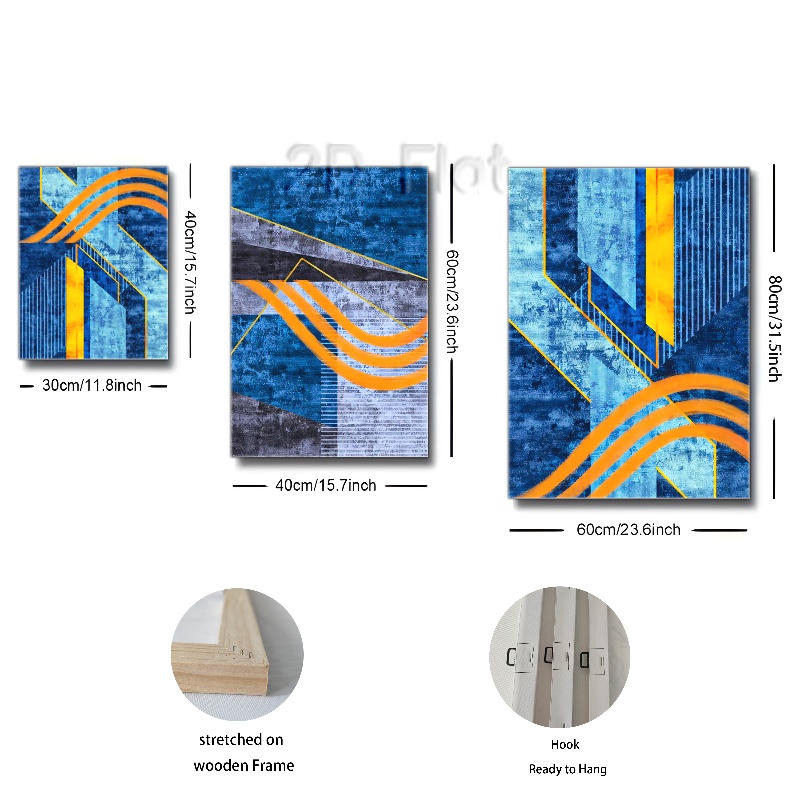 2D Flat
40cm/15.7inch
30cm/11.8inch
60cm/23.6inch
40cm/15.7inch
80cm/31.5inch
60cm/23.6inch
stretched on
wooden Frame
Hook
Ready to Hang